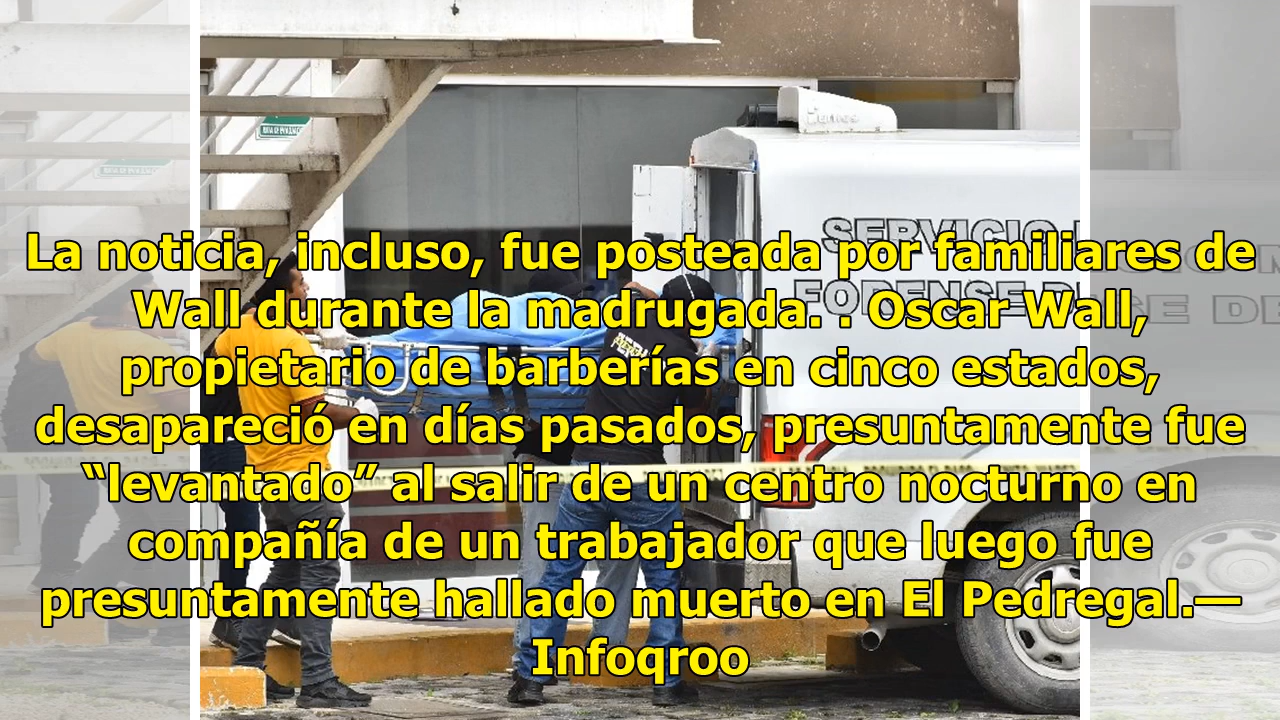 La noticia, incluso, fue posteada por familiares de
Wall durante la madrugada. . Oscar Wall,
propietario de barberías en cinco estados,
desapareció en días pasados, presuntamente fue
“levantado” al salir de un centro nocturno en
compañía de un trabajador que luego fue
presuntamente hallado muerto en El Pedregal.—
Infoqroo
SERVICIO
FORENSE DE